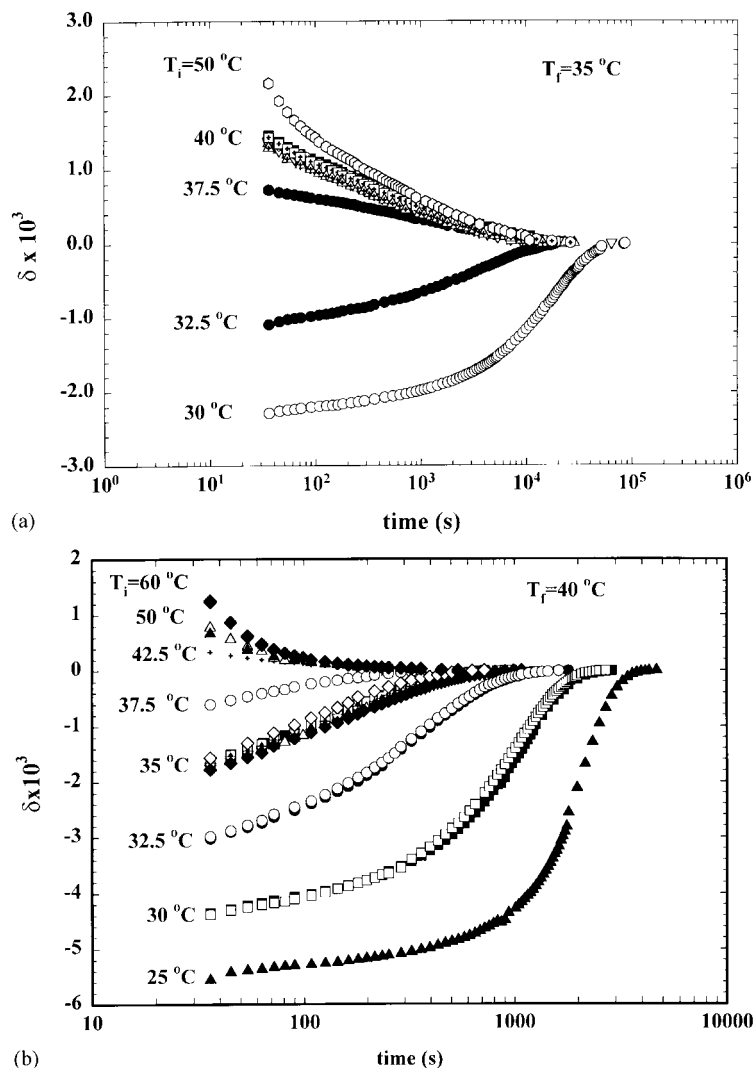 3.0
T_i=50 °C
T_f=35 °C
2.0
40 °C
1.0
37.5 °C
0.0
δ x 10³
-1.0
32.5 °C
-2.0
30 °C
-3.0
10⁰ 10¹ 10² 10³ 10⁴ 10⁵ 10⁶
(a)
time (s)
2
T_i=60 °C
T_f=40 °C
1
50 °C
42.5 °C
0
37.5 °C
-1
δx10³
35 °C
-2
-3
32.5 °C
-4
30 °C
-5
25 °C
-6
10 100 1000 10000
(b)
time (s)